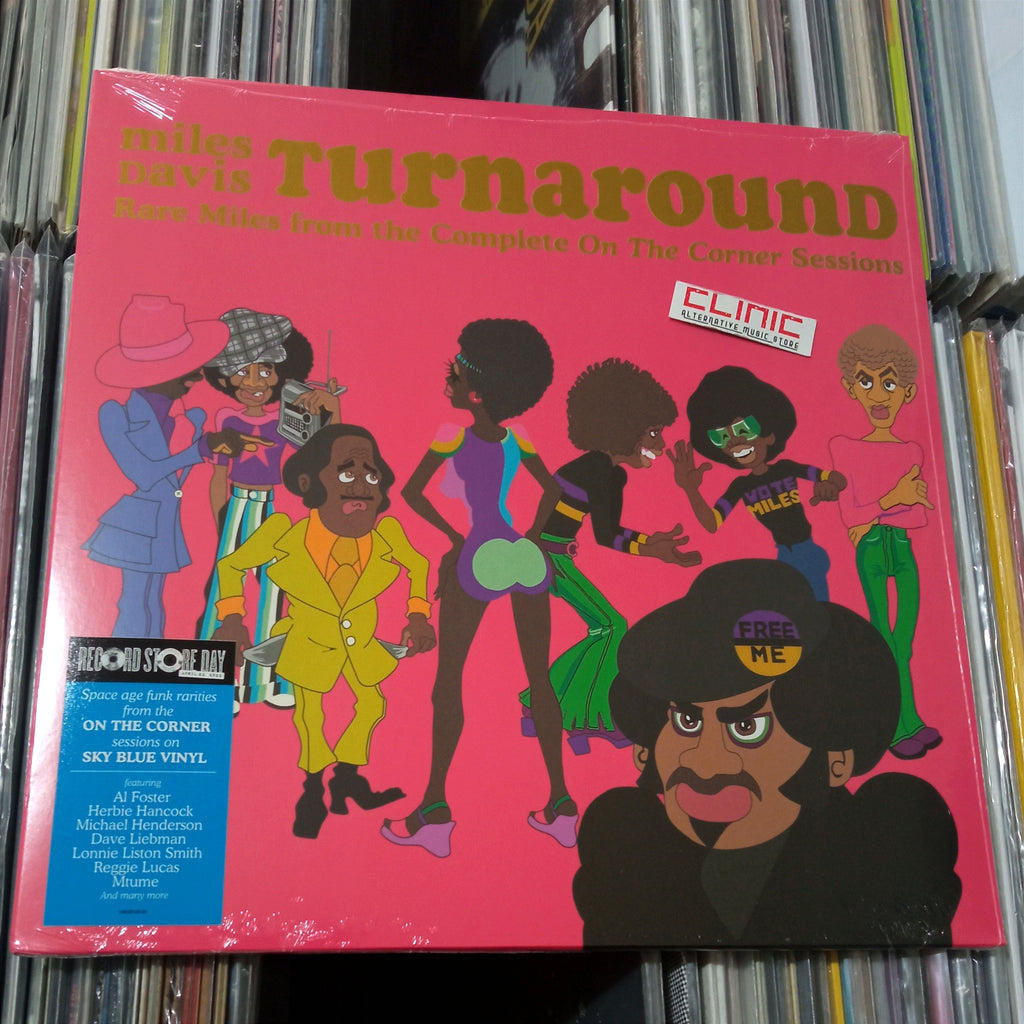 miles Davis Turnaround
Rare Miles from the Complete On The Corner Sessions
CLINIC
ALTERNATIVE MUSIC STORE
VOTE
MILES
FREE
ME
RECORD STORE DAY
Space age funk rarities
from the
ON THE CORNER
sessions on
SKY BLUE VINYL
featuring
Al Foster
Herbie Hancock
Michael Henderson
Dave Liebman
Lonnie Liston Smith
Reggie Lucas
Mtume
And many more